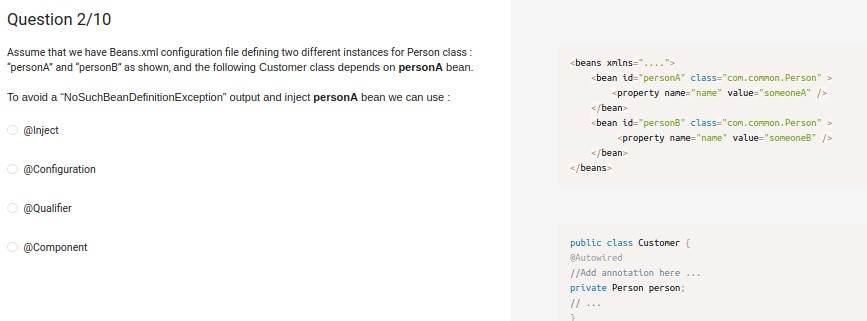 Question 2/10
Assume that we have Beans.xml configuration file defining two different instances for Person class :
"personA" and "personB" as shown, and the following Customer class depends on personA bean.
To avoid a “NoSuchBeanDefinitionException” output and inject personA bean we can use :
@Inject
@Configuration
@Qualifier
@Component
<beans xmlns="....">
<bean id="personA" class="com.common.Person" >
<property name="name" value="someoneA" />
</bean>
<bean id="personB" class="com.common.Person" >
<property name="name" value="someoneB" />
</bean>
</beans>
public class Customer {
@Autowired
//Add annotation here ...
private Person person;
// ...
}